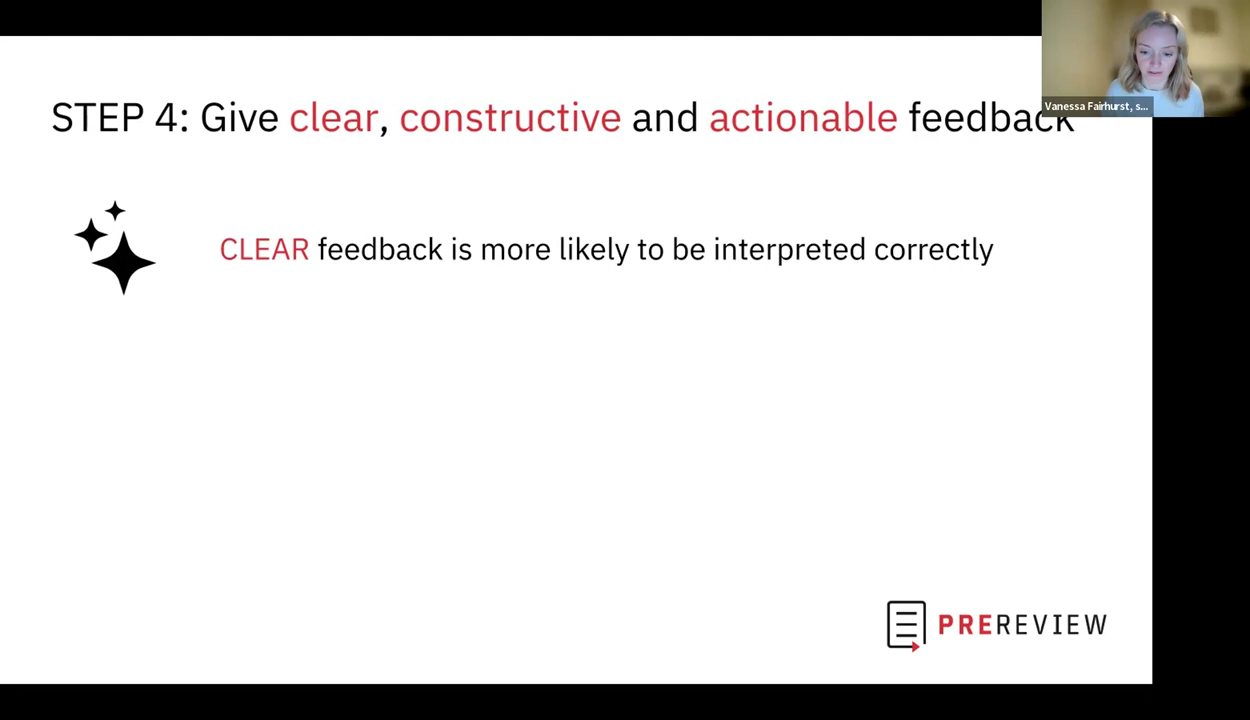 STEP 4: Give clear, constructive and actionable feedback
Vanessa Fairhurst, s...
CLEAR feedback is more likely to be interpreted correctly
PREREVIEW